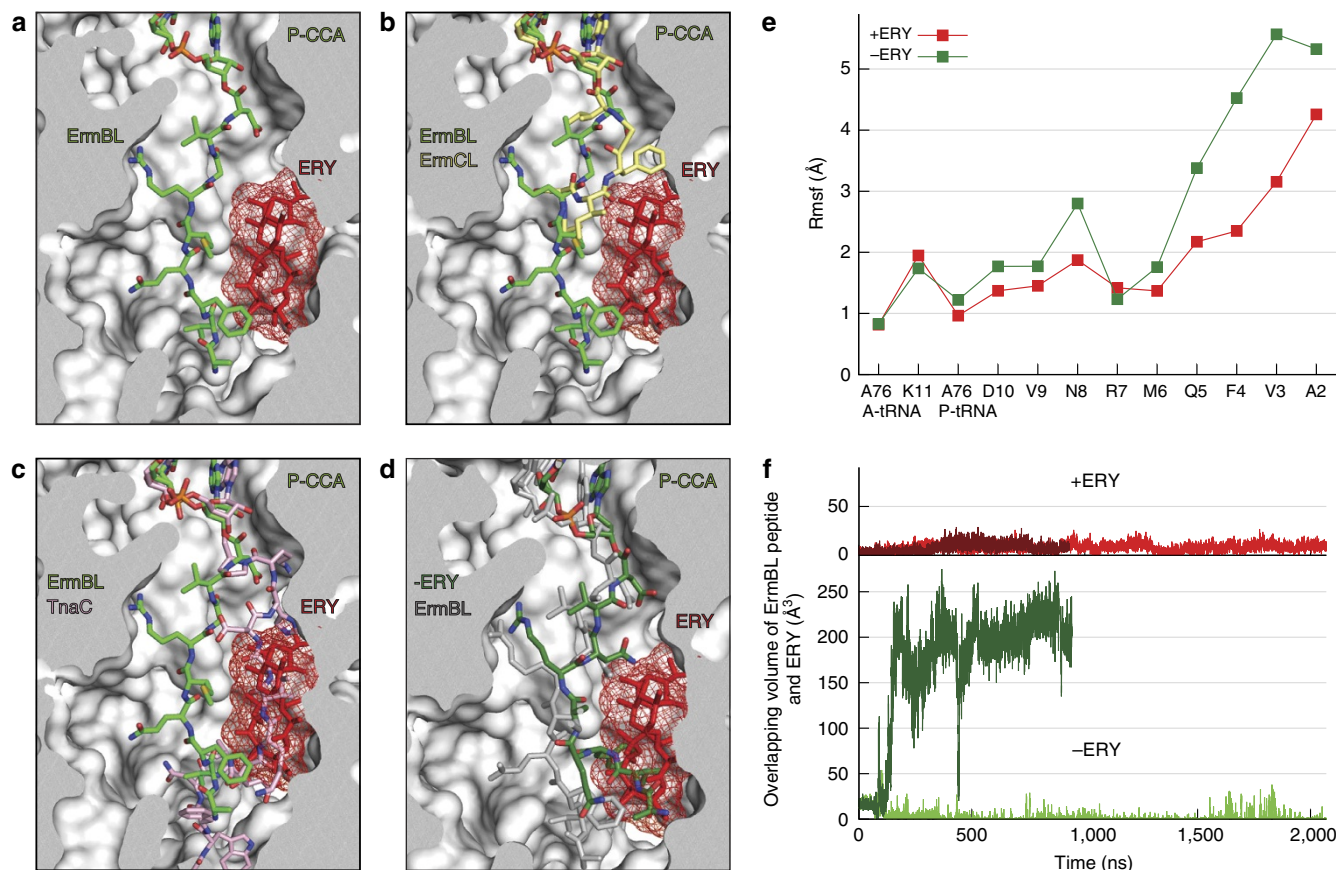 a
P-CCA
ErmBL
ERY
b
P-CCA
ErmBL
ErmCL
ERY
c
P-CCA
ErmBL
TnaC
ERY
d
P-CCA
-ERY
ErmBL
ERY
e
+ERY
–ERY
Rmsf (Å)
5
4
3
2
1
0
A76 K11 A76 D10 V9 N8 R7 M6 Q5 F4 V3 A2
A-tRNA P-tRNA
f
+ERY
50
0
Overlapping volume of ErmBL peptide
and ERY (Å³)
250
200
150
100
50
0
–ERY
0 500 1,000 1,500 2,000
Time (ns)